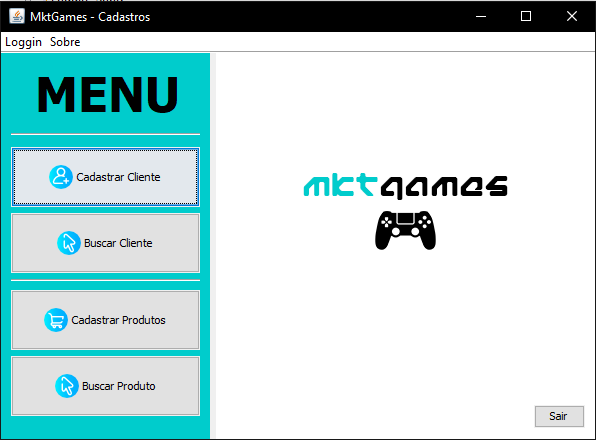 MktGames - Cadastros
Loggin Sobre
MENU
Cadastrar Cliente
Buscar Cliente
Cadastrar Produtos
Buscar Produto
mktgames
Sair